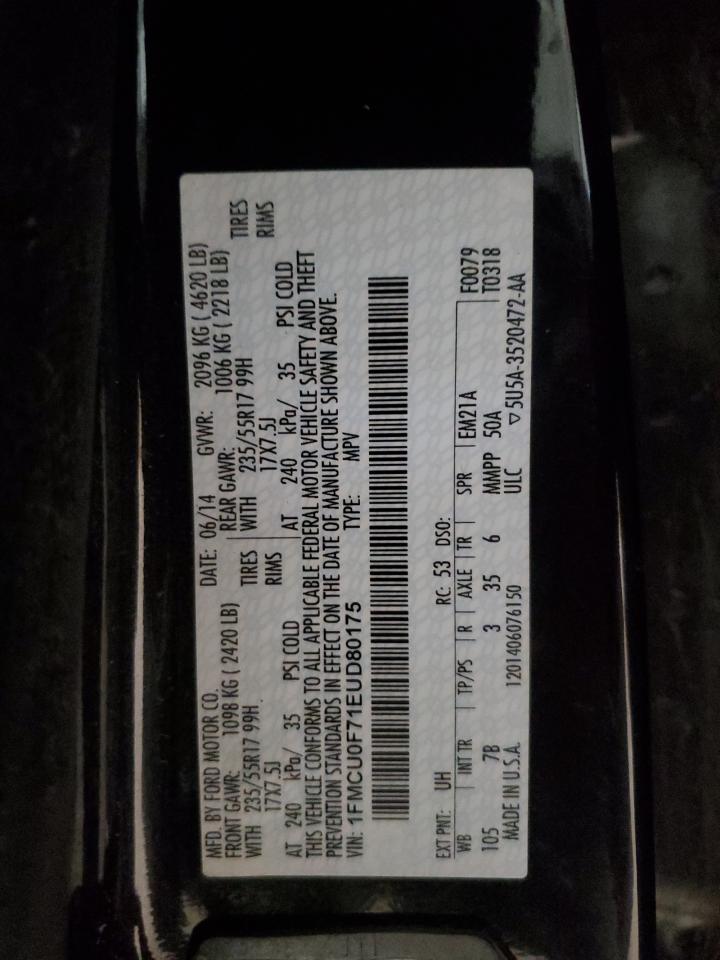 MFD. BY FORD MOTOR CO. DATE: 06/14 GVWR: 2096 KG ( 4620 LB)
FRONT GAWR: 1098 KG ( 2420 LB) REAR GAWR: 1006 KG ( 2218 LB)
WITH 235/55R17 99H TIRES WITH 235/55R17 99H TIRES
17X7.5J RIMS 17X7.5J RIMS
AT 240 kPa/ 35 PSI COLD AT 240 kPa/ 35 PSI COLD
THIS VEHICLE CONFORMS TO ALL APPLICABLE FEDERAL MOTOR VEHICLE SAFETY AND THEFT
PREVENTION STANDARDS IN EFFECT ON THE DATE OF MANUFACTURE SHOWN ABOVE.
VIN: 1FMCU0F71EUD80175 TYPE: MPV
EXT PNT: UH RC: 53 DSO:
WB INT TR TP/PS R AXLE TR SPR EM21A F0079
105 7B 3 35 6 MMPP 50A T0318
MADE IN U.S.A. 1201406076150 ULC ▽5U5A-3520472-AA